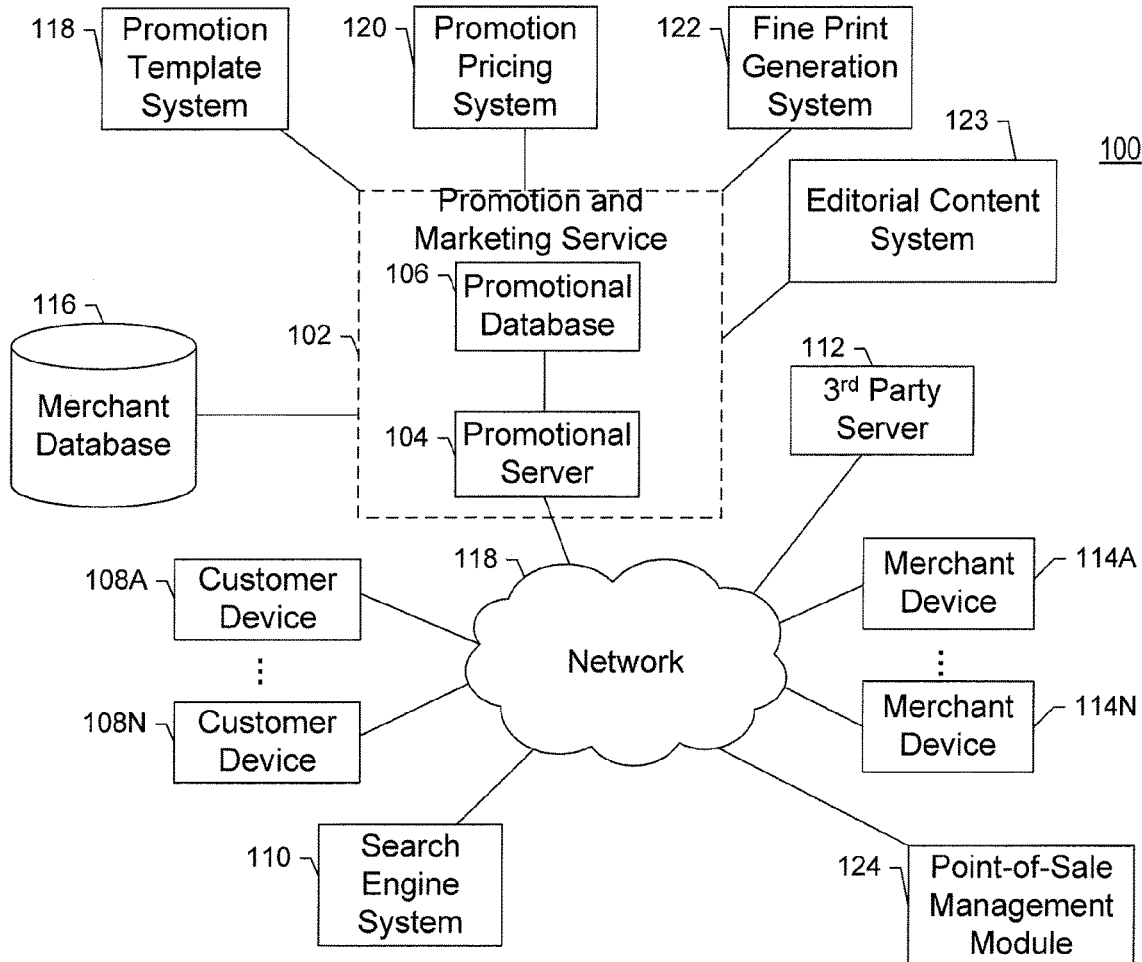 118
Promotion
Template
System
120
Promotion
Pricing
System
122
Fine Print
Generation
System
123
100
Editorial Content
System
Promotion and
Marketing Service
106
Promotional
Database
116
Merchant
Database
102
104
Promotional
Server
112
3rd Party
Server
118
Network
108A
Customer
Device
⋮
108N
Customer
Device
114A
Merchant
Device
⋮
114N
Merchant
Device
110
Search
Engine
System
124
Point-of-Sale
Management
Module